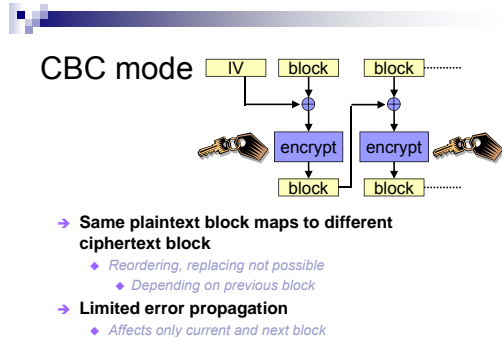 CBC mode
IV
block
block
encrypt
encrypt
block
block
Same plaintext block maps to different
ciphertext block
Reordering, replacing not possible
Depending on previous block
Limited error propagation
Affects only current and next block